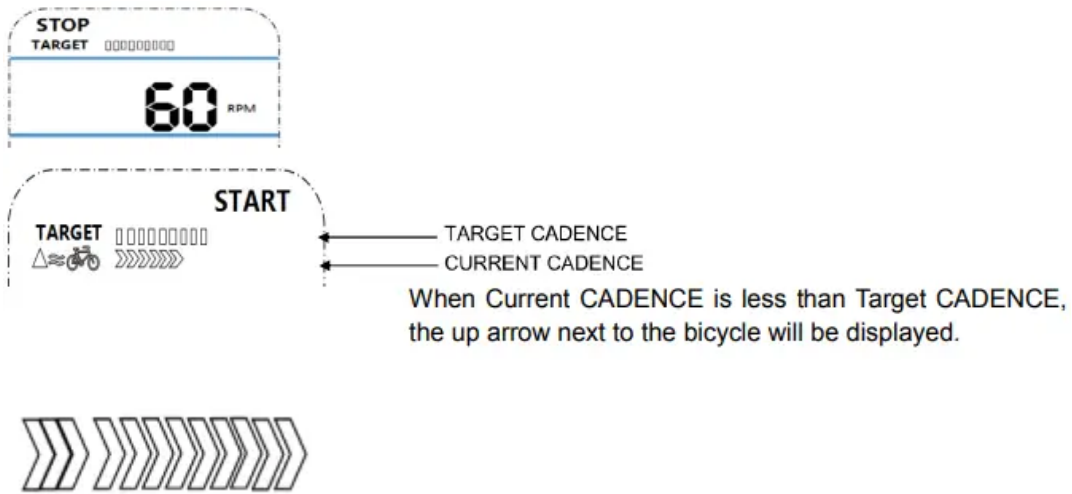 STOP
TARGET
60 RPM
START
TARGET
TARGET CADENCE
CURRENT CADENCE
When Current CADENCE is less than Target CADENCE,
the up arrow next to the bicycle will be displayed.